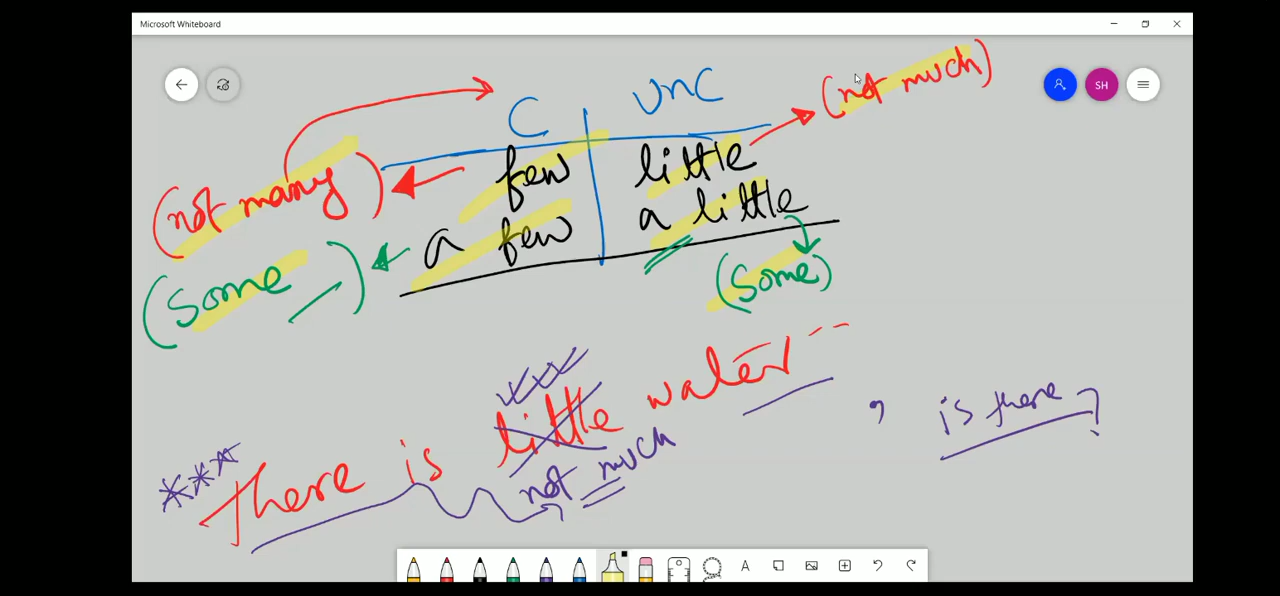 Microsoft Whiteboard
SH
C UnC (not much)
(not many) few little
a few a little
(Some) (Some)
*** There is little water -- , is there?
not much
A